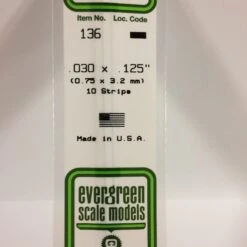 Item No. Loc. Code
136
.030 x .125"
(0.75 x 3.2 mm)
10 Strips
Made in U.S.A.
evergreen
scale models